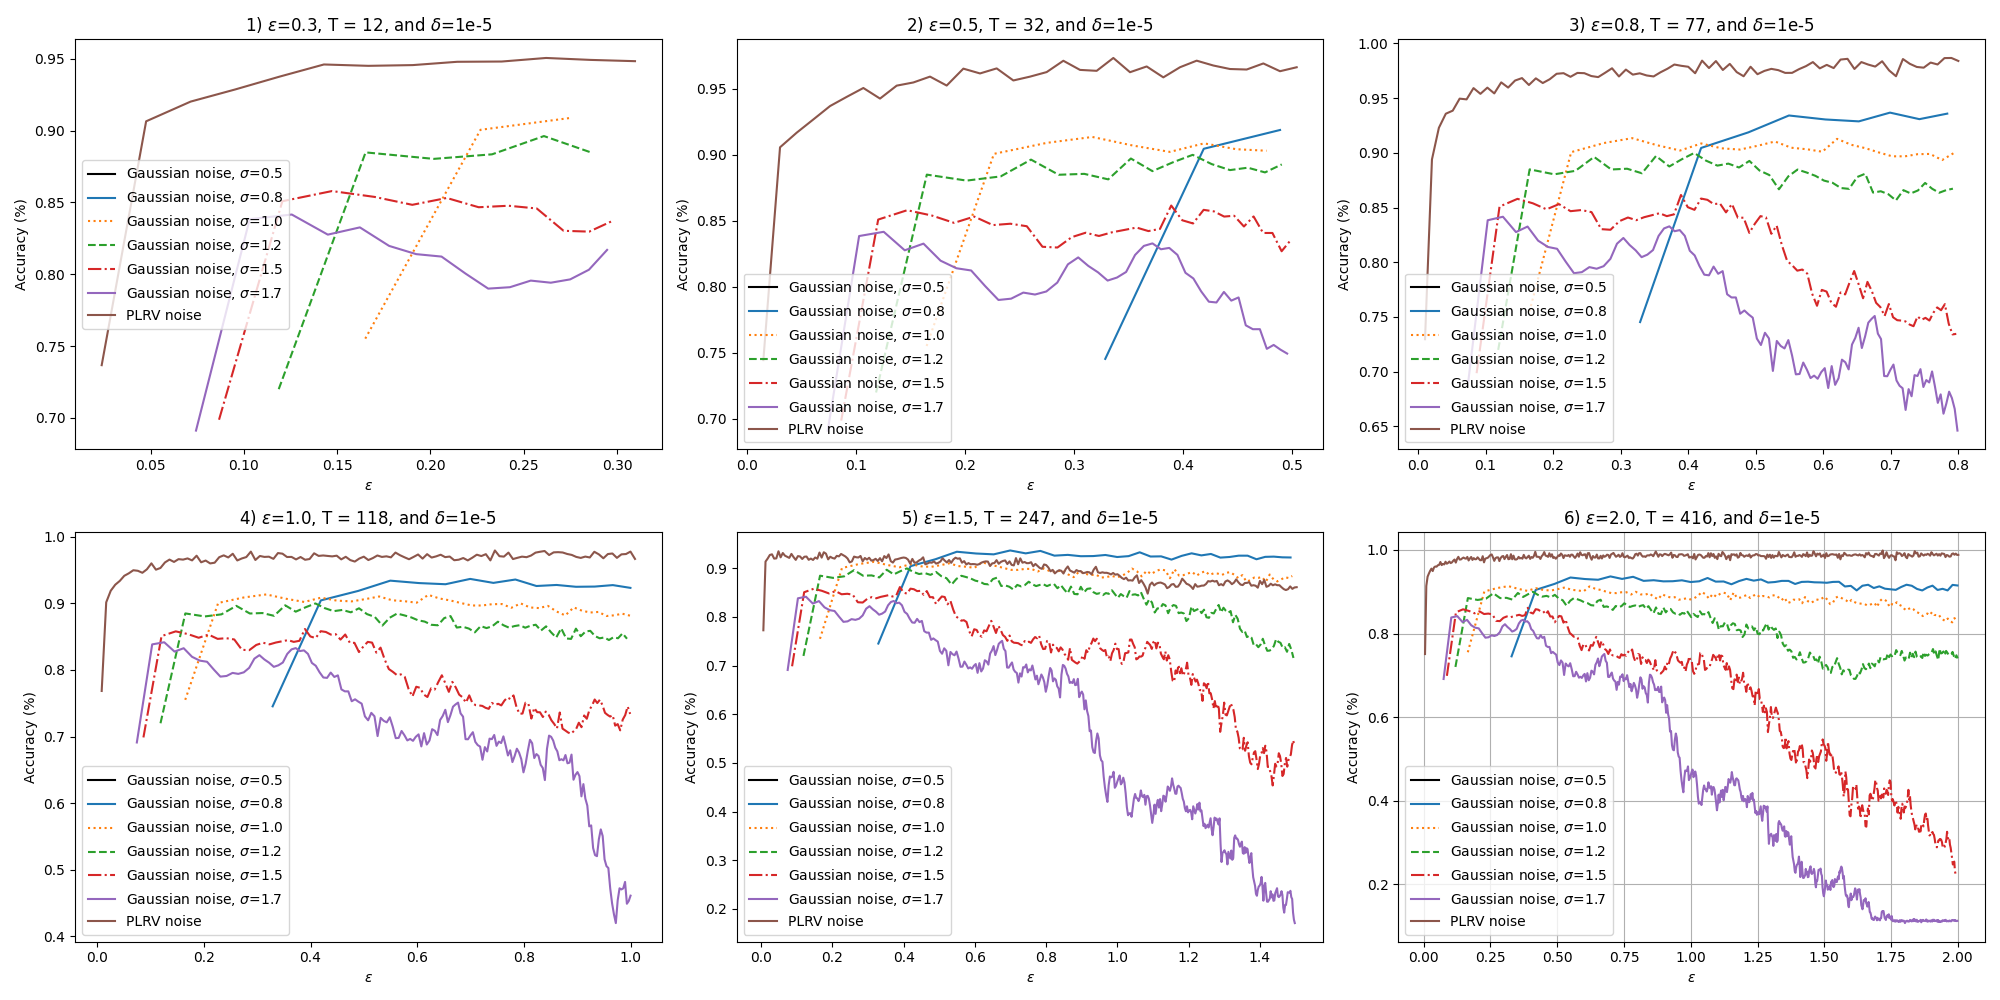 1) ε=0.3, T = 12, and δ=1e-5
Accuracy (%)
0.95
0.90
0.85
0.80
0.75
0.70
Gaussian noise, σ=0.5
Gaussian noise, σ=0.8
Gaussian noise, σ=1.0
Gaussian noise, σ=1.2
Gaussian noise, σ=1.5
Gaussian noise, σ=1.7
PLRV noise
0.05 0.10 0.15 0.20 0.25 0.30
ε
2) ε=0.5, T = 32, and δ=1e-5
Accuracy (%)
0.95
0.90
0.85
0.80
0.75
0.70
Gaussian noise, σ=0.5
Gaussian noise, σ=0.8
Gaussian noise, σ=1.0
Gaussian noise, σ=1.2
Gaussian noise, σ=1.5
Gaussian noise, σ=1.7
PLRV noise
0.0 0.1 0.2 0.3 0.4 0.5
ε
3) ε=0.8, T = 77, and δ=1e-5
Accuracy (%)
1.00
0.95
0.90
0.85
0.80
0.75
0.70
0.65
Gaussian noise, σ=0.5
Gaussian noise, σ=0.8
Gaussian noise, σ=1.0
Gaussian noise, σ=1.2
Gaussian noise, σ=1.5
Gaussian noise, σ=1.7
PLRV noise
0.0 0.1 0.2 0.3 0.4 0.5 0.6 0.7 0.8
ε
4) ε=1.0, T = 118, and δ=1e-5
Accuracy (%)
1.0
0.9
0.8
0.7
0.6
0.5
0.4
Gaussian noise, σ=0.5
Gaussian noise, σ=0.8
Gaussian noise, σ=1.0
Gaussian noise, σ=1.2
Gaussian noise, σ=1.5
Gaussian noise, σ=1.7
PLRV noise
0.0 0.2 0.4 0.6 0.8 1.0
ε
5) ε=1.5, T = 247, and δ=1e-5
Accuracy (%)
0.9
0.8
0.7
0.6
0.5
0.4
0.3
0.2
Gaussian noise, σ=0.5
Gaussian noise, σ=0.8
Gaussian noise, σ=1.0
Gaussian noise, σ=1.2
Gaussian noise, σ=1.5
Gaussian noise, σ=1.7
PLRV noise
0.0 0.2 0.4 0.6 0.8 1.0 1.2 1.4
ε
6) ε=2.0, T = 416, and δ=1e-5
Accuracy (%)
1.0
0.8
0.6
0.4
0.2
Gaussian noise, σ=0.5
Gaussian noise, σ=0.8
Gaussian noise, σ=1.0
Gaussian noise, σ=1.2
Gaussian noise, σ=1.5
Gaussian noise, σ=1.7
PLRV noise
0.00 0.25 0.50 0.75 1.00 1.25 1.50 1.75 2.00
ε